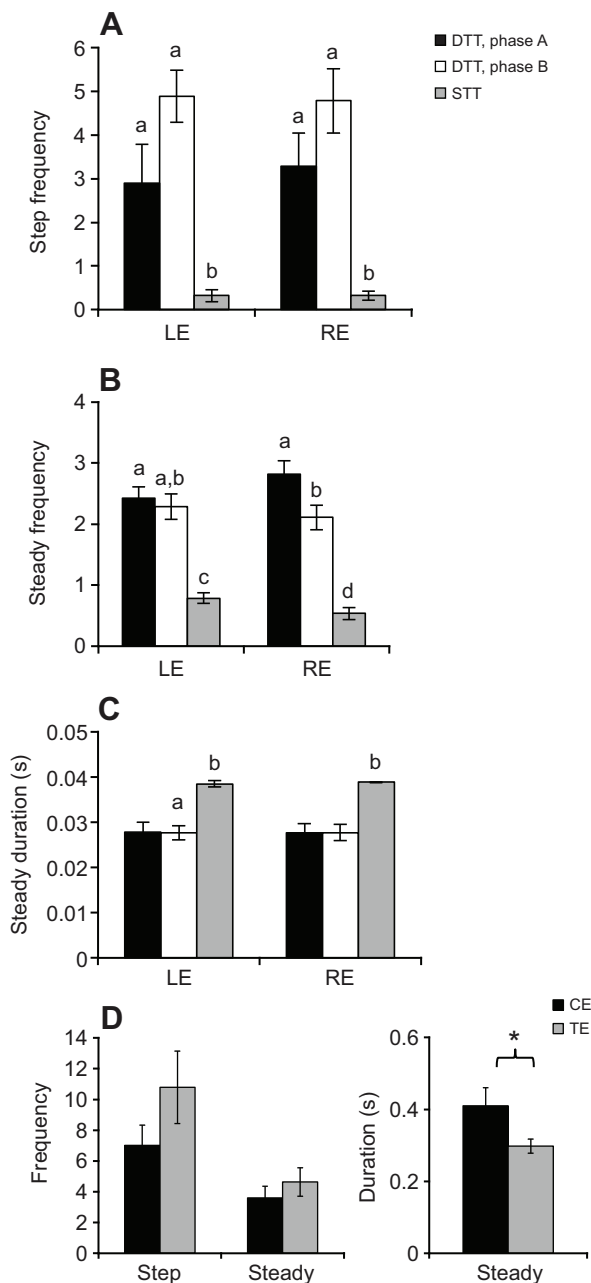 A
DTT, phase A
DTT, phase B
STT
Step frequency
6
5
4
3
2
1
0
a
a
b
a
a
b
LE
RE
B
Steady frequency
4
3
2
1
0
a
a,b
c
a
b
d
LE
RE
C
Steady duration (s)
0.05
0.04
0.03
0.02
0.01
0
a
b
b
LE
RE
D
CE
TE
Frequency
14
12
10
8
6
4
2
0
Step
Steady
Duration (s)
0.6
0.4
0.2
0
*
Steady